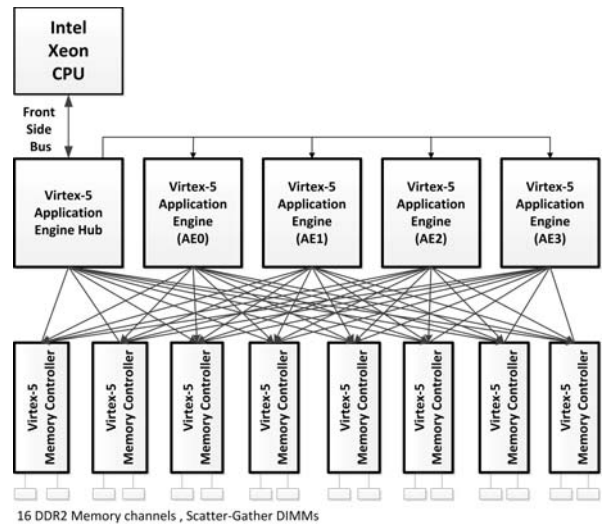 Intel
Xeon
CPU
Front
Side
Bus
Virtex-5
Application
Engine Hub
Virtex-5
Application
Engine
(AE0)
Virtex-5
Application
Engine
(AE1)
Virtex-5
Application
Engine
(AE2)
Virtex-5
Application
Engine
(AE3)
Virtex-5
Memory Controller
Virtex-5
Memory Controller
Virtex-5
Memory Controller
Virtex-5
Memory Controller
Virtex-5
Memory Controller
Virtex-5
Memory Controller
Virtex-5
Memory Controller
Virtex-5
Memory Controller
16 DDR2 Memory channels , Scatter-Gather DIMMs